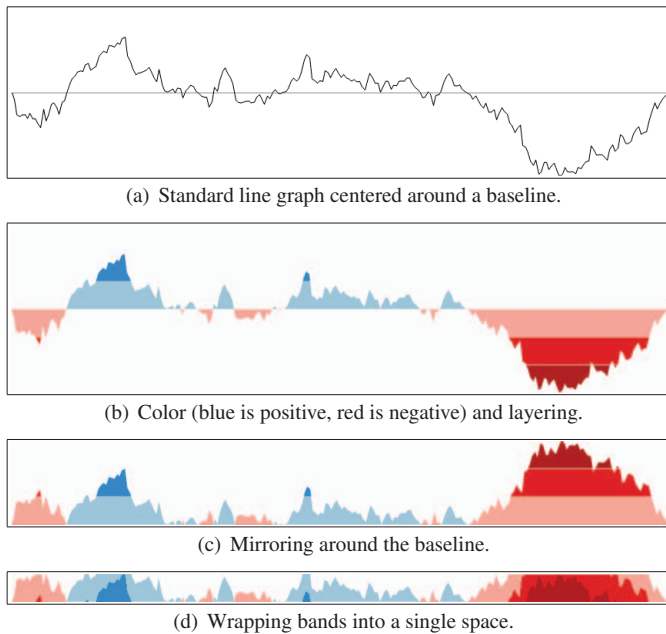 (a) Standard line graph centered around a baseline.
(b) Color (blue is positive, red is negative) and layering.
(c) Mirroring around the baseline.
(d) Wrapping bands into a single space.